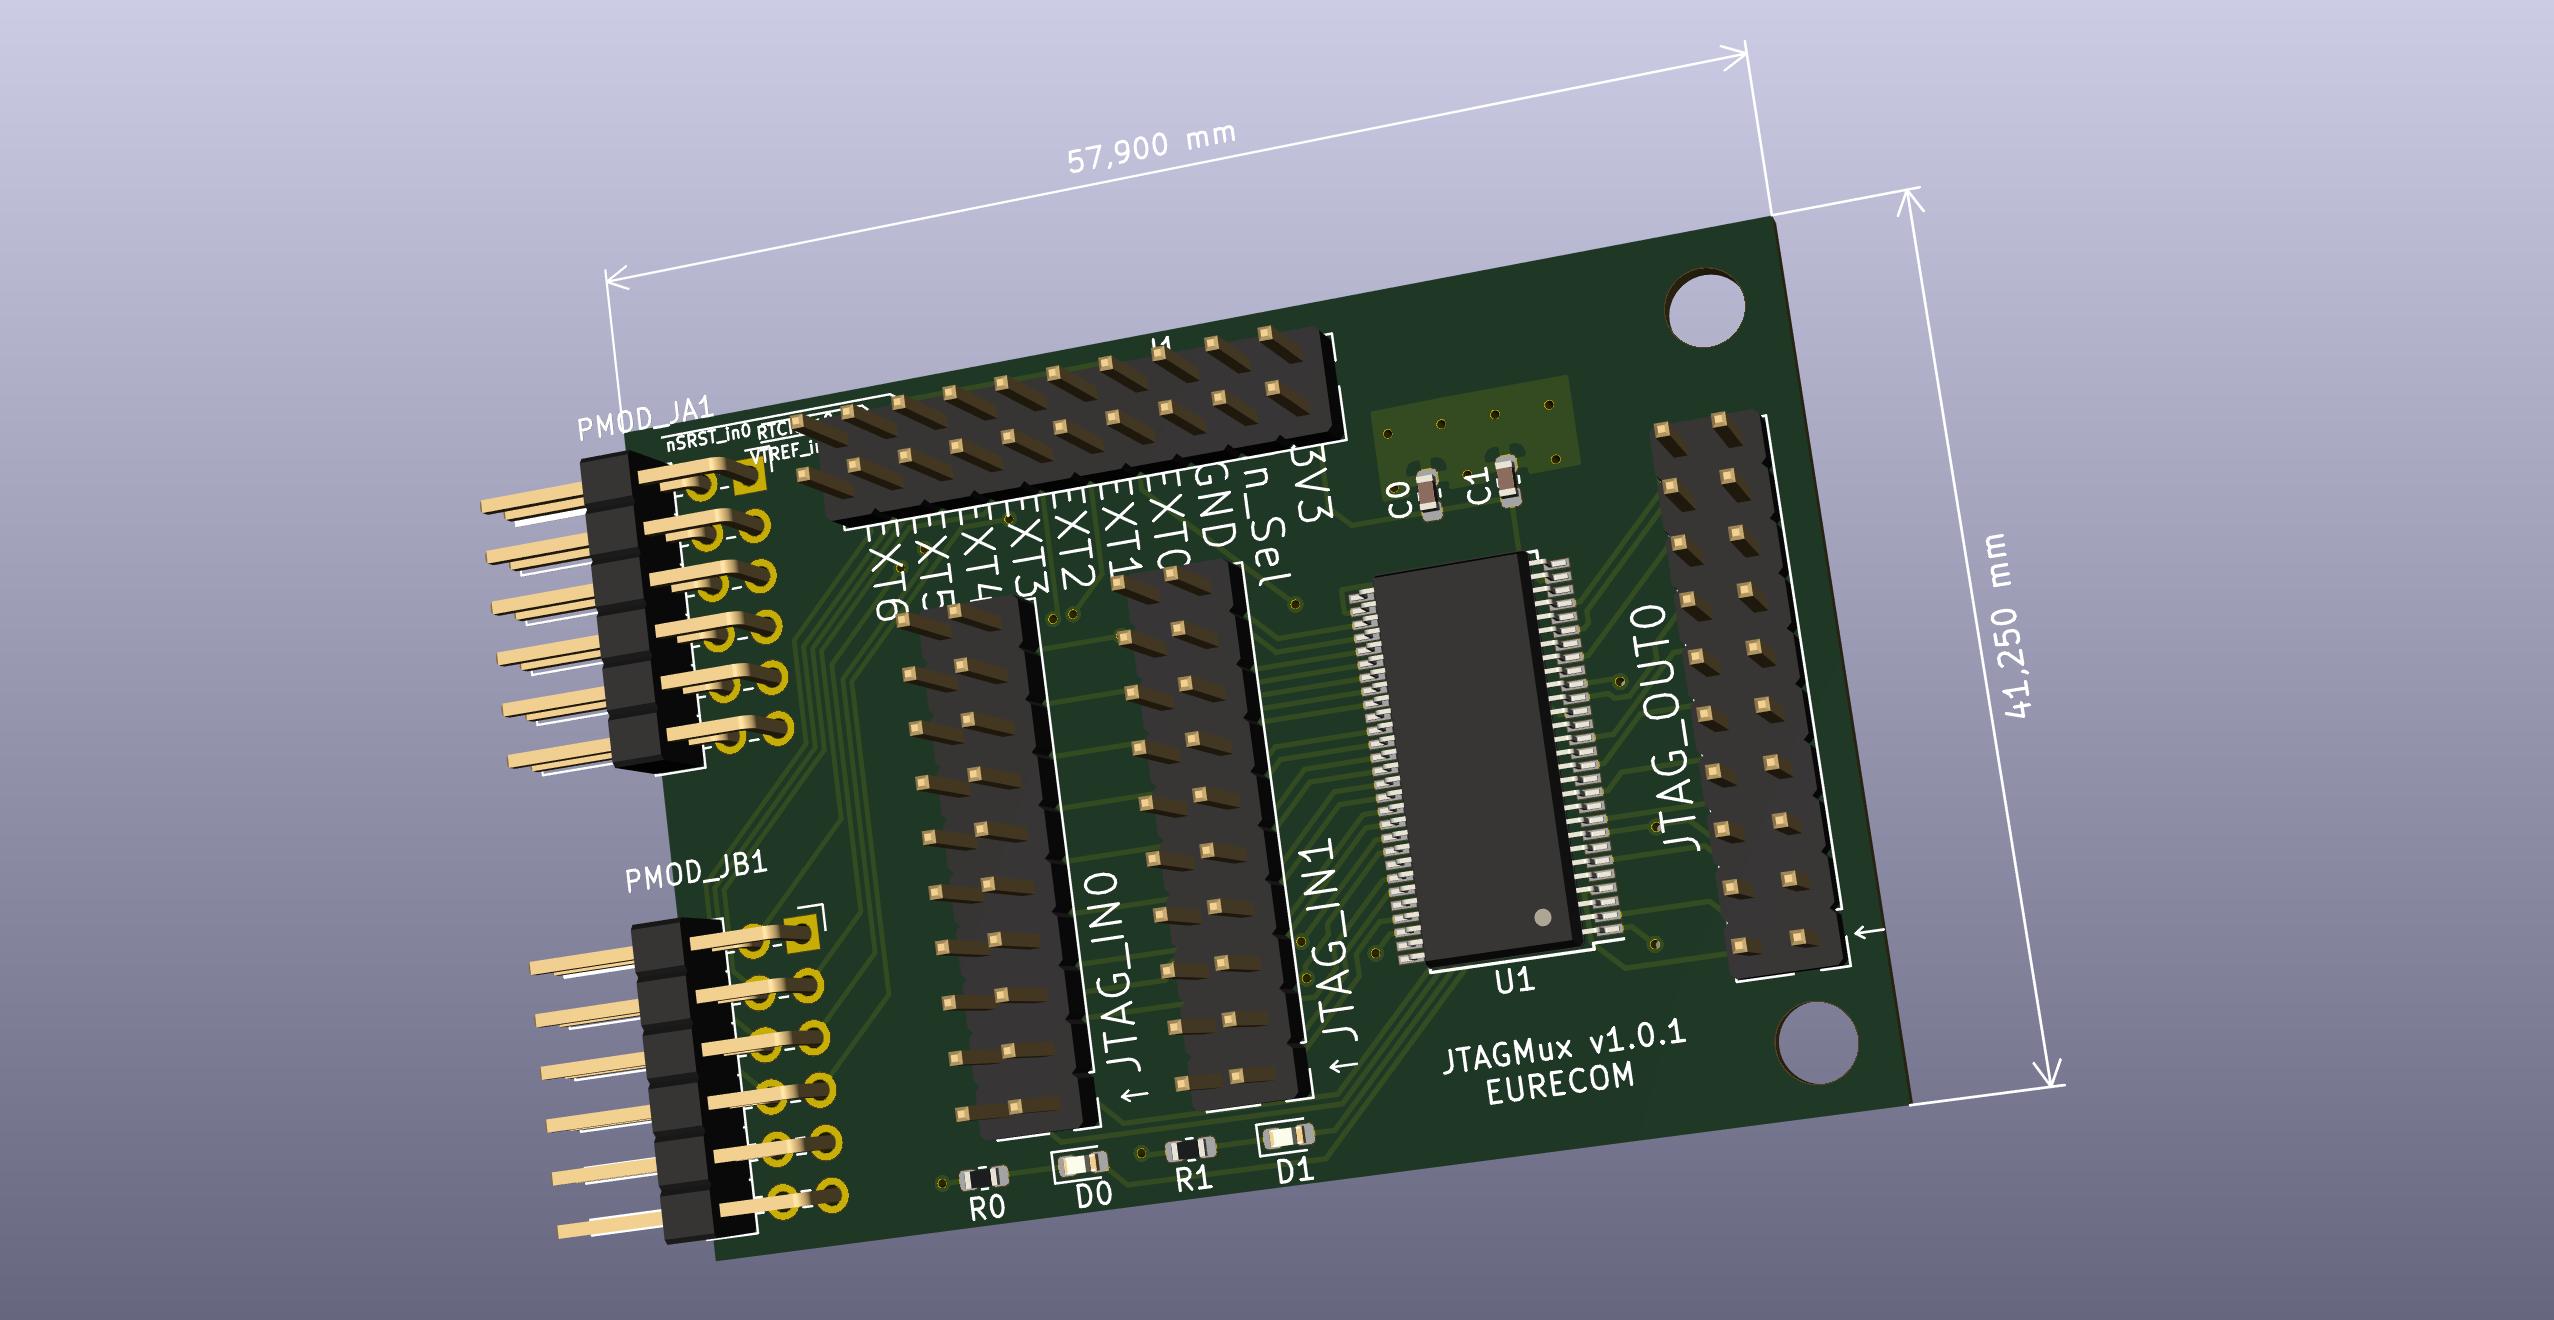 57,900 mm
41,250 mm
PMOD_JA1
nSRST_in0
3V3
n_Sel
GND
EXT0
EXT1
EXT2
EXT3
EXT4
EXT5
EXT6
C0
C1
JTAG_OUT0
PMOD_JB1
← JTAG_IN0
← JTAG_IN1
←
U1
JTAGMux v1.0.1
EURECOM
R0
D0
R1
D1